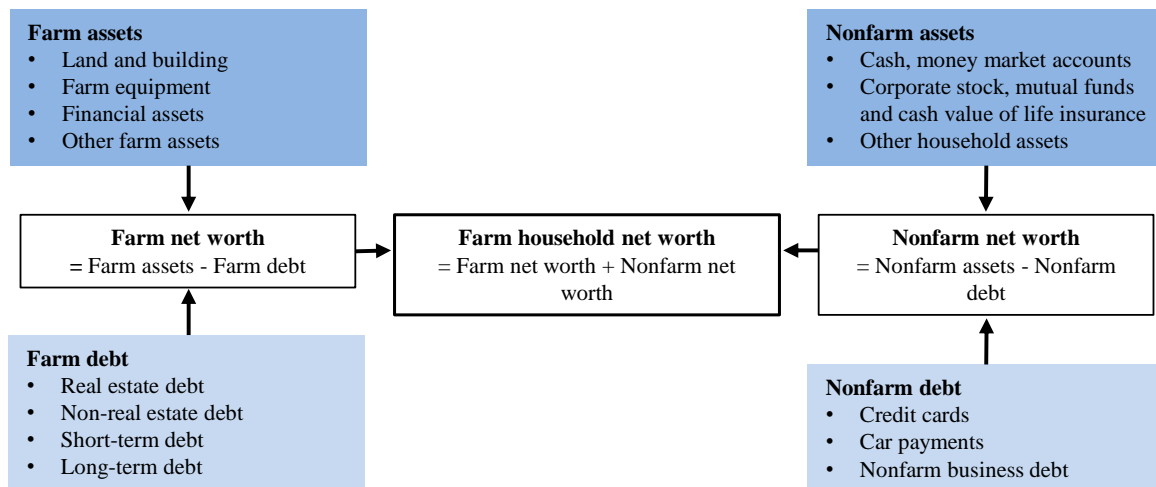 Farm assets
• Land and building
• Farm equipment
• Financial assets
• Other farm assets
Nonfarm assets
• Cash, money market accounts
• Corporate stock, mutual funds
and cash value of life insurance
• Other household assets
Farm net worth
= Farm assets - Farm debt
Farm household net worth
= Farm net worth + Nonfarm net
worth
Nonfarm net worth
= Nonfarm assets - Nonfarm
debt
Farm debt
• Real estate debt
• Non-real estate debt
• Short-term debt
• Long-term debt
Nonfarm debt
• Credit cards
• Car payments
• Nonfarm business debt